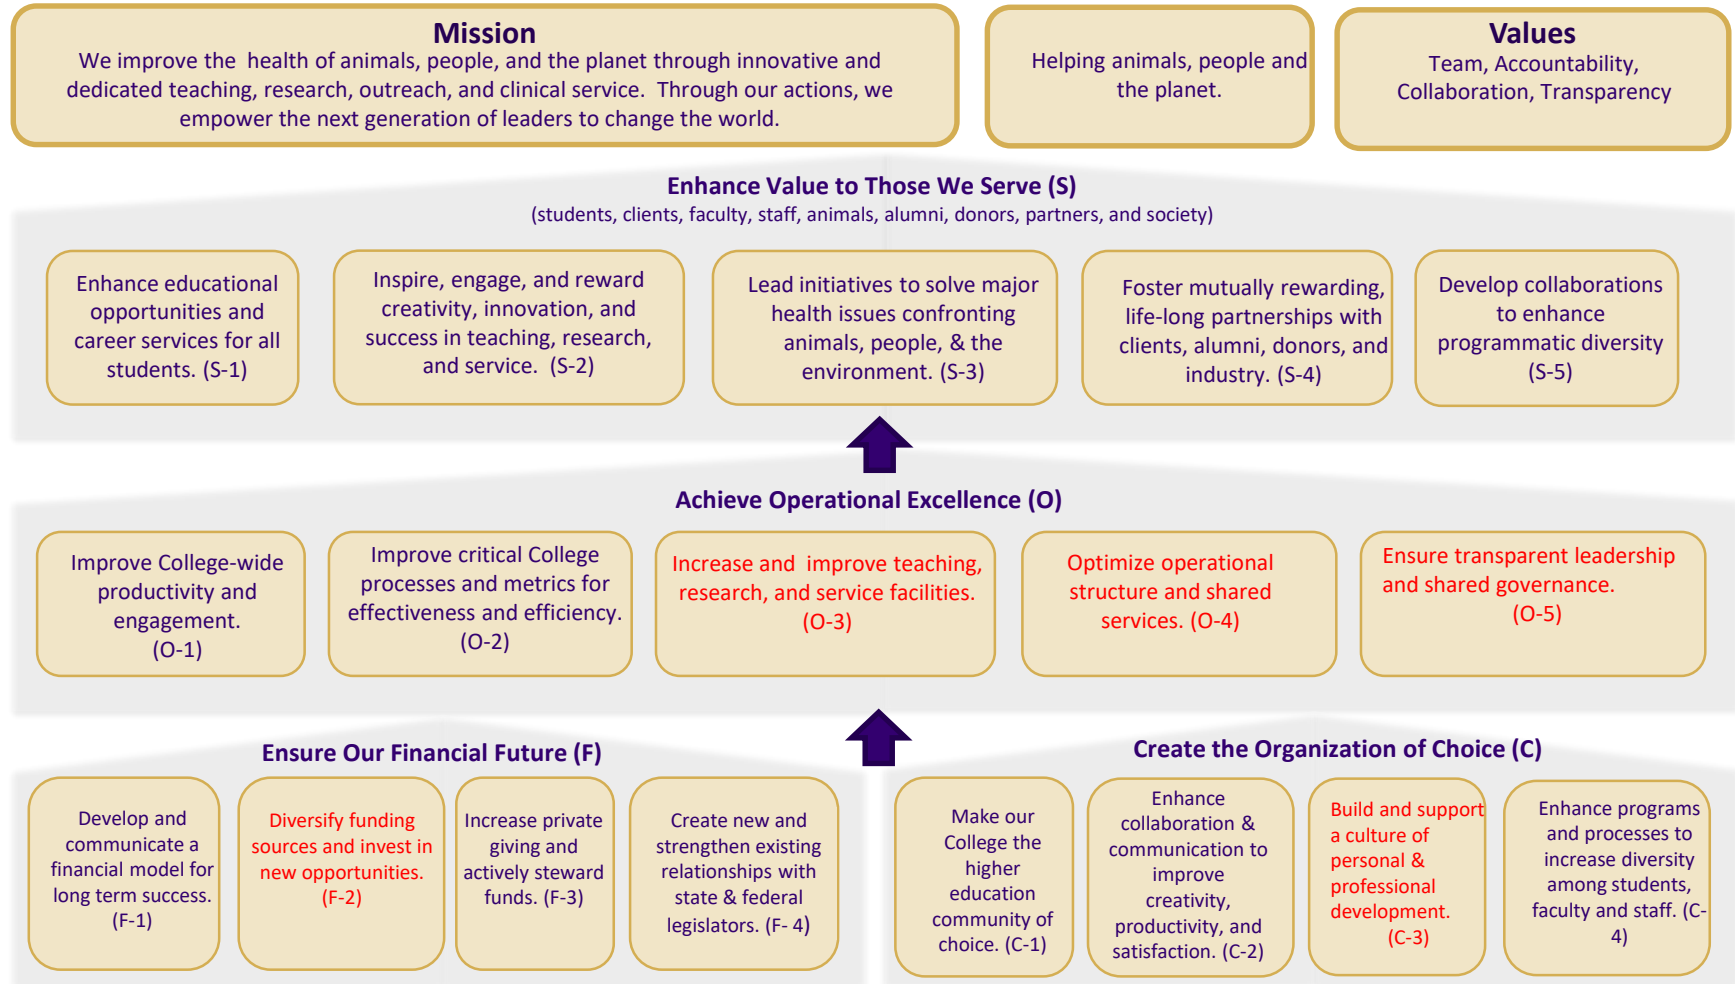 Mission
We improve the health of animals, people, and the planet through innovative and
dedicated teaching, research, outreach, and clinical service. Through our actions, we
empower the next generation of leaders to change the world.
Helping animals, people and
the planet.
Values
Team, Accountability,
Collaboration, Transparency
Enhance Value to Those We Serve (S)
(students, clients, faculty, staff, animals, alumni, donors, partners, and society)
Enhance educational
opportunities and
career services for all
students. (S-1)
Inspire, engage, and reward
creativity, innovation, and
success in teaching, research,
and service. (S-2)
Lead initiatives to solve major
health issues confronting
animals, people, & the
environment. (S-3)
Foster mutually rewarding,
life-long partnerships with
clients, alumni, donors, and
industry. (S-4)
Develop collaborations
to enhance
programmatic diversity
(S-5)
Achieve Operational Excellence (O)
Improve College-wide
productivity and
engagement.
(O-1)
Improve critical College
processes and metrics for
effectiveness and efficiency.
(O-2)
Increase and improve teaching,
research, and service facilities.
(O-3)
Optimize operational
structure and shared
services. (O-4)
Ensure transparent leadership
and shared governance.
(O-5)
Ensure Our Financial Future (F)
Develop and
communicate a
financial model for
long term success.
(F-1)
Diversify funding
sources and invest in
new opportunities.
(F-2)
Increase private
giving and
actively steward
funds. (F-3)
Create new and
strengthen existing
relationships with
state & federal
legislators. (F- 4)
Create the Organization of Choice (C)
Make our
College the
higher
education
community of
choice. (C-1)
Enhance
collaboration &
communication to
improve
creativity,
productivity, and
satisfaction. (C-2)
Build and support
a culture of
personal &
professional
development.
(C-3)
Enhance programs
and processes to
increase diversity
among students,
faculty and staff. (C-
4)